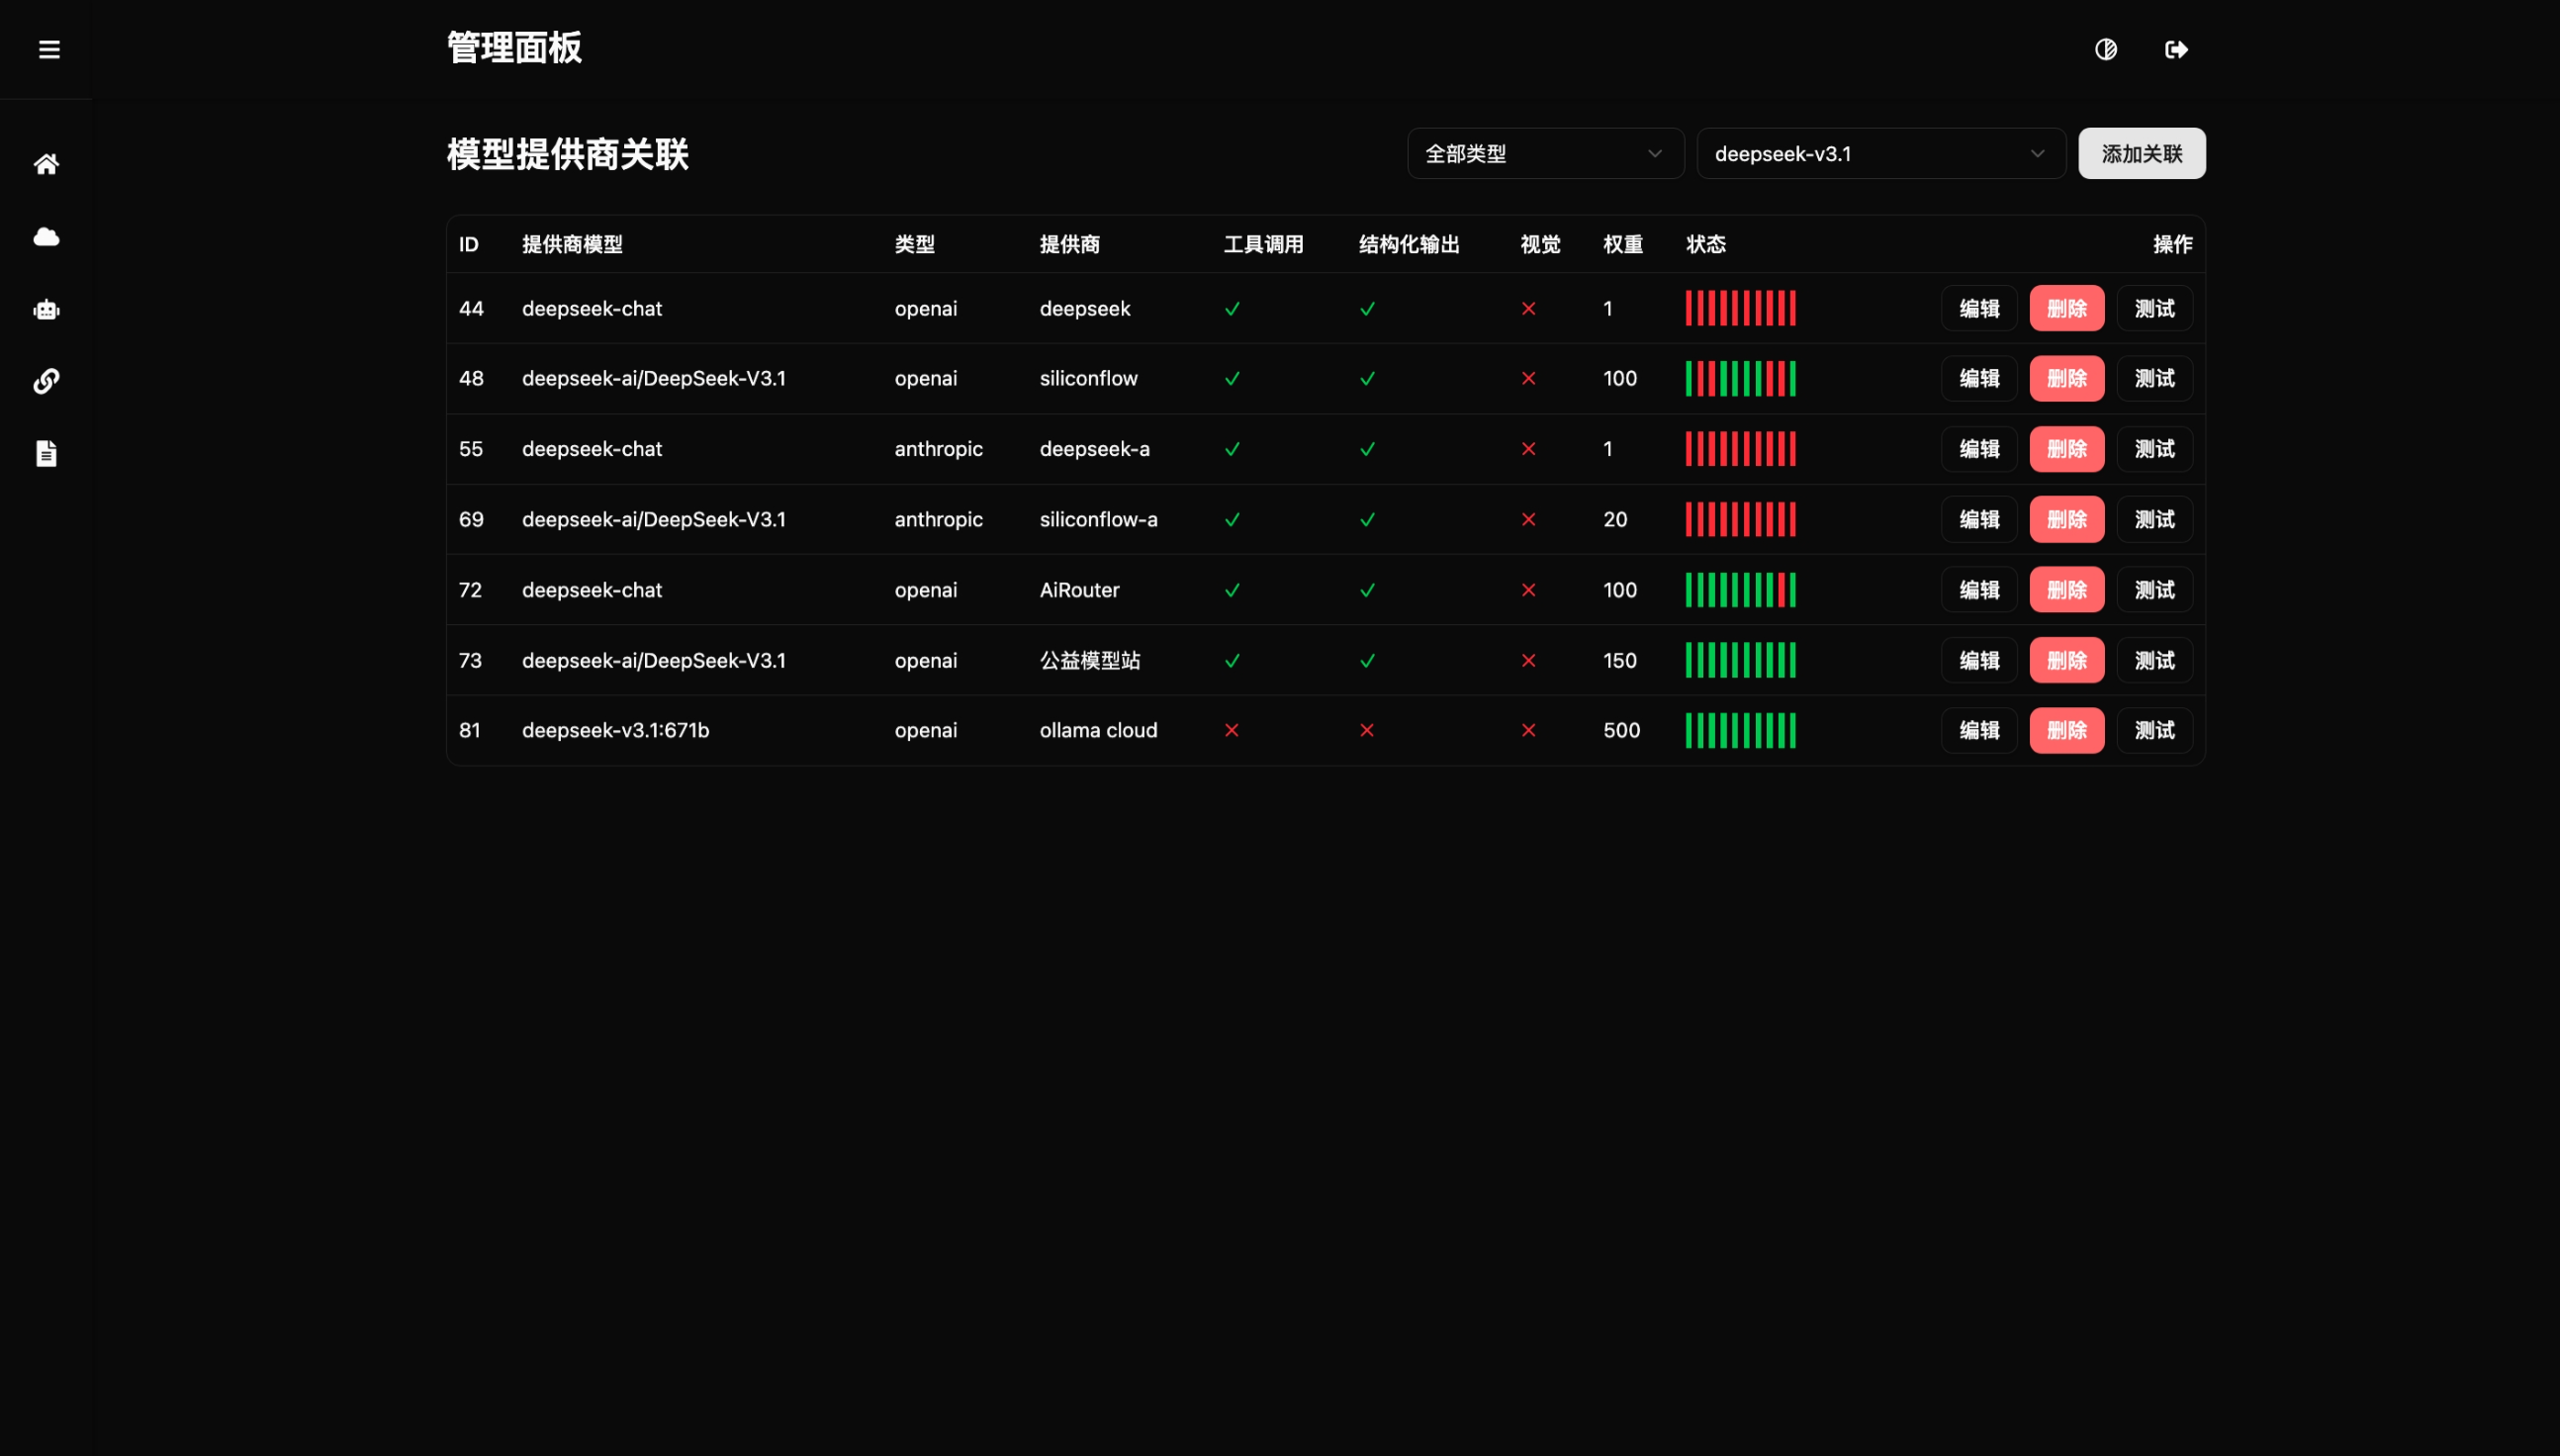 管理面板
模型提供商关联 全部类型 deepseek-v3.1 添加关联
ID 提供商模型 类型 提供商 工具调用 结构化输出 视觉 权重 状态 操作
44 deepseek-chat openai deepseek ✓ ✓ ✕ 1 编辑 删除 测试
48 deepseek-ai/DeepSeek-V3.1 openai siliconflow ✓ ✓ ✕ 100 编辑 删除 测试
55 deepseek-chat anthropic deepseek-a ✓ ✓ ✕ 1 编辑 删除 测试
69 deepseek-ai/DeepSeek-V3.1 anthropic siliconflow-a ✓ ✓ ✕ 20 编辑 删除 测试
72 deepseek-chat openai AiRouter ✓ ✓ ✕ 100 编辑 删除 测试
73 deepseek-ai/DeepSeek-V3.1 openai 公益模型站 ✓ ✓ ✕ 150 编辑 删除 测试
81 deepseek-v3.1:671b openai ollama cloud ✕ ✕ ✕ 500 编辑 删除 测试